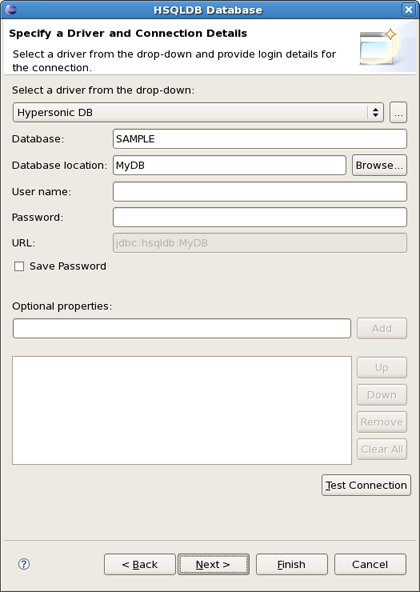 HSQLDB Database
Specify a Driver and Connection Details
Select a driver from the drop-down and provide login details for
the connection.
Select a driver from the drop-down:
Hypersonic DB
...
Database: SAMPLE
Database location: MyDB Browse...
User name:
Password:
URL: jdbc:hsqldb:MyDB
Save Password
Optional properties:
Add
Up
Down
Remove
Clear All
Test Connection
? < Back Next > Finish Cancel